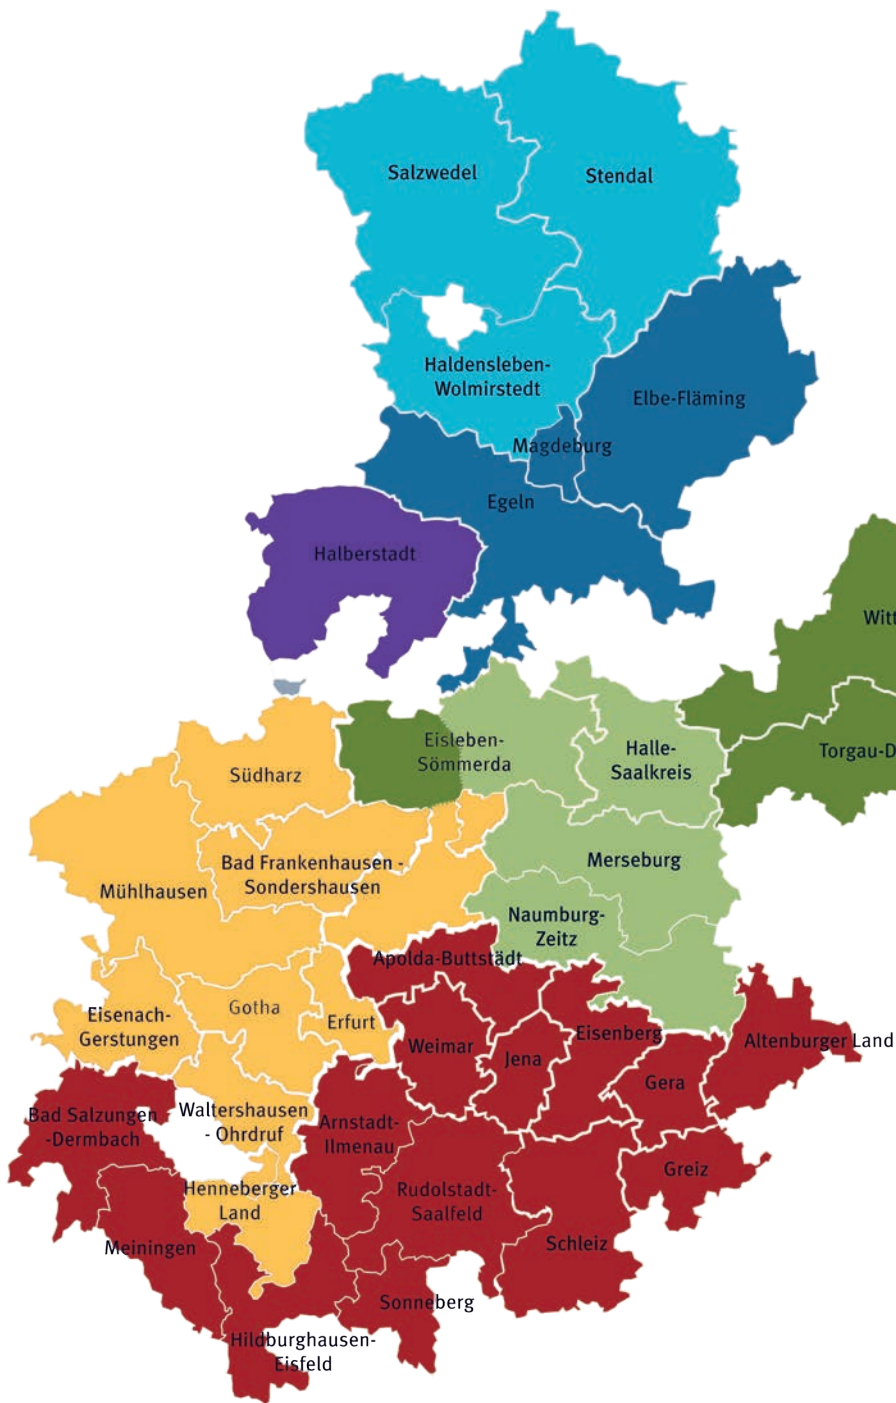 Salzwedel
Stendal
Haldensleben-
Wolmirstedt
Elbe-Fläming
Magdeburg
Egeln
Halberstadt
Witt
Eisleben-
Sömmerda
Halle-
Saalkreis
Torgau-D
Südharz
Bad Frankenhausen -
Sondershausen
Merseburg
Mühlhausen
Naumburg-
Zeitz
Apolda-Buttstädt
Eisenach-
Gerstungen
Gotha
Erfurt
Weimar
Jena
Eisenberg
Altenburger Land
Gera
Bad Salzungen
-Dermbach
Waltershausen
- Ohrdruf
Arnstadt-
Ilmenau
Greiz
Henneberger
Land
Rudolstadt-
Saalfeld
Meiningen
Schleiz
Sonneberg
Hildburghausen-
Eisfeld